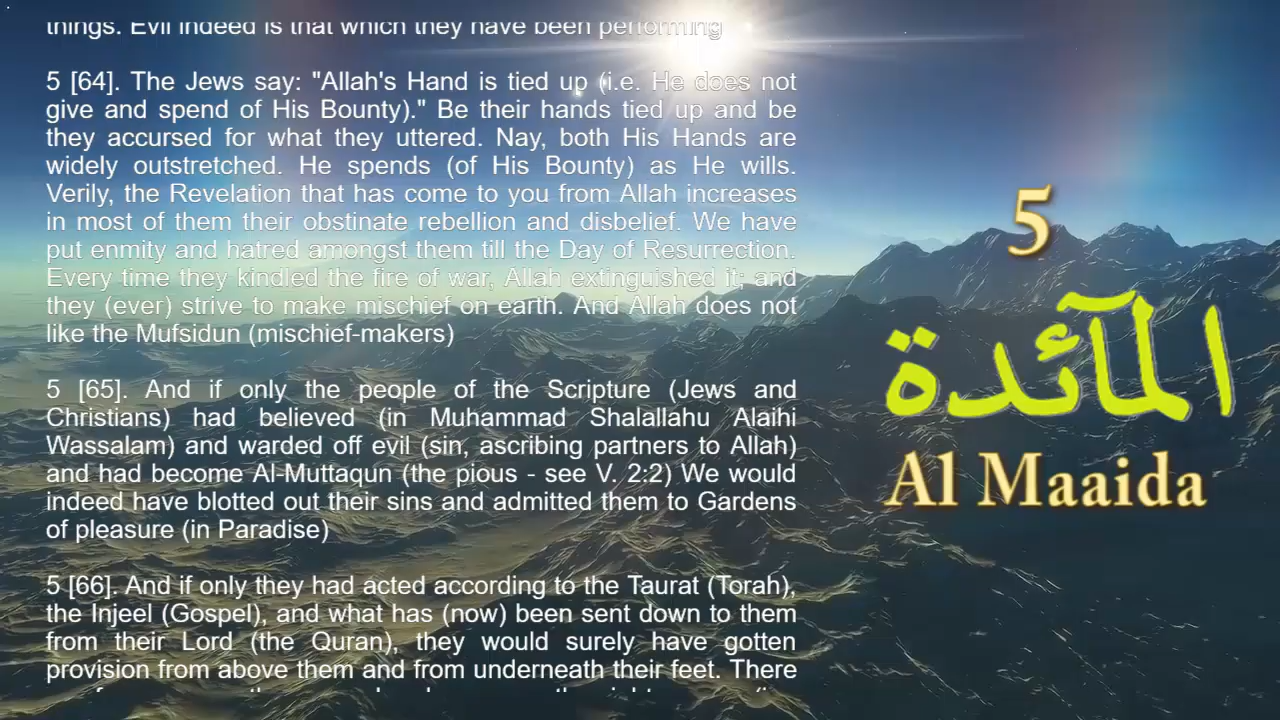 things. Evil indeed is that which they have been performing
5 [64]. The Jews say: "Allah's Hand is tied up (i.e. He does not
give and spend of His Bounty)." Be their hands tied up and be
they accursed for what they uttered. Nay, both His Hands are
widely outstretched. He spends (of His Bounty) as He wills.
Verily, the Revelation that has come to you from Allah increases
in most of them their obstinate rebellion and disbelief. We have
put enmity and hatred amongst them till the Day of Resurrection.
Every time they kindled the fire of war, Allah extinguished it; and
they (ever) strive to make mischief on earth. And Allah does not
like the Mufsidun (mischief-makers)
5 [65]. And if only the people of the Scripture (Jews and
Christians) had believed (in Muhammad Shalallahu Alaihi
Wassalam) and warded off evil (sin, ascribing partners to Allah)
and had become Al-Muttaqun (the pious - see V. 2:2) We would
indeed have blotted out their sins and admitted them to Gardens
of pleasure (in Paradise)
5 [66]. And if only they had acted according to the Taurat (Torah),
the Injeel (Gospel), and what has (now) been sent down to them
from their Lord (the Quran), they would surely have gotten
provision from above them and from underneath their feet. There
5
المآئدة
Al Maaida